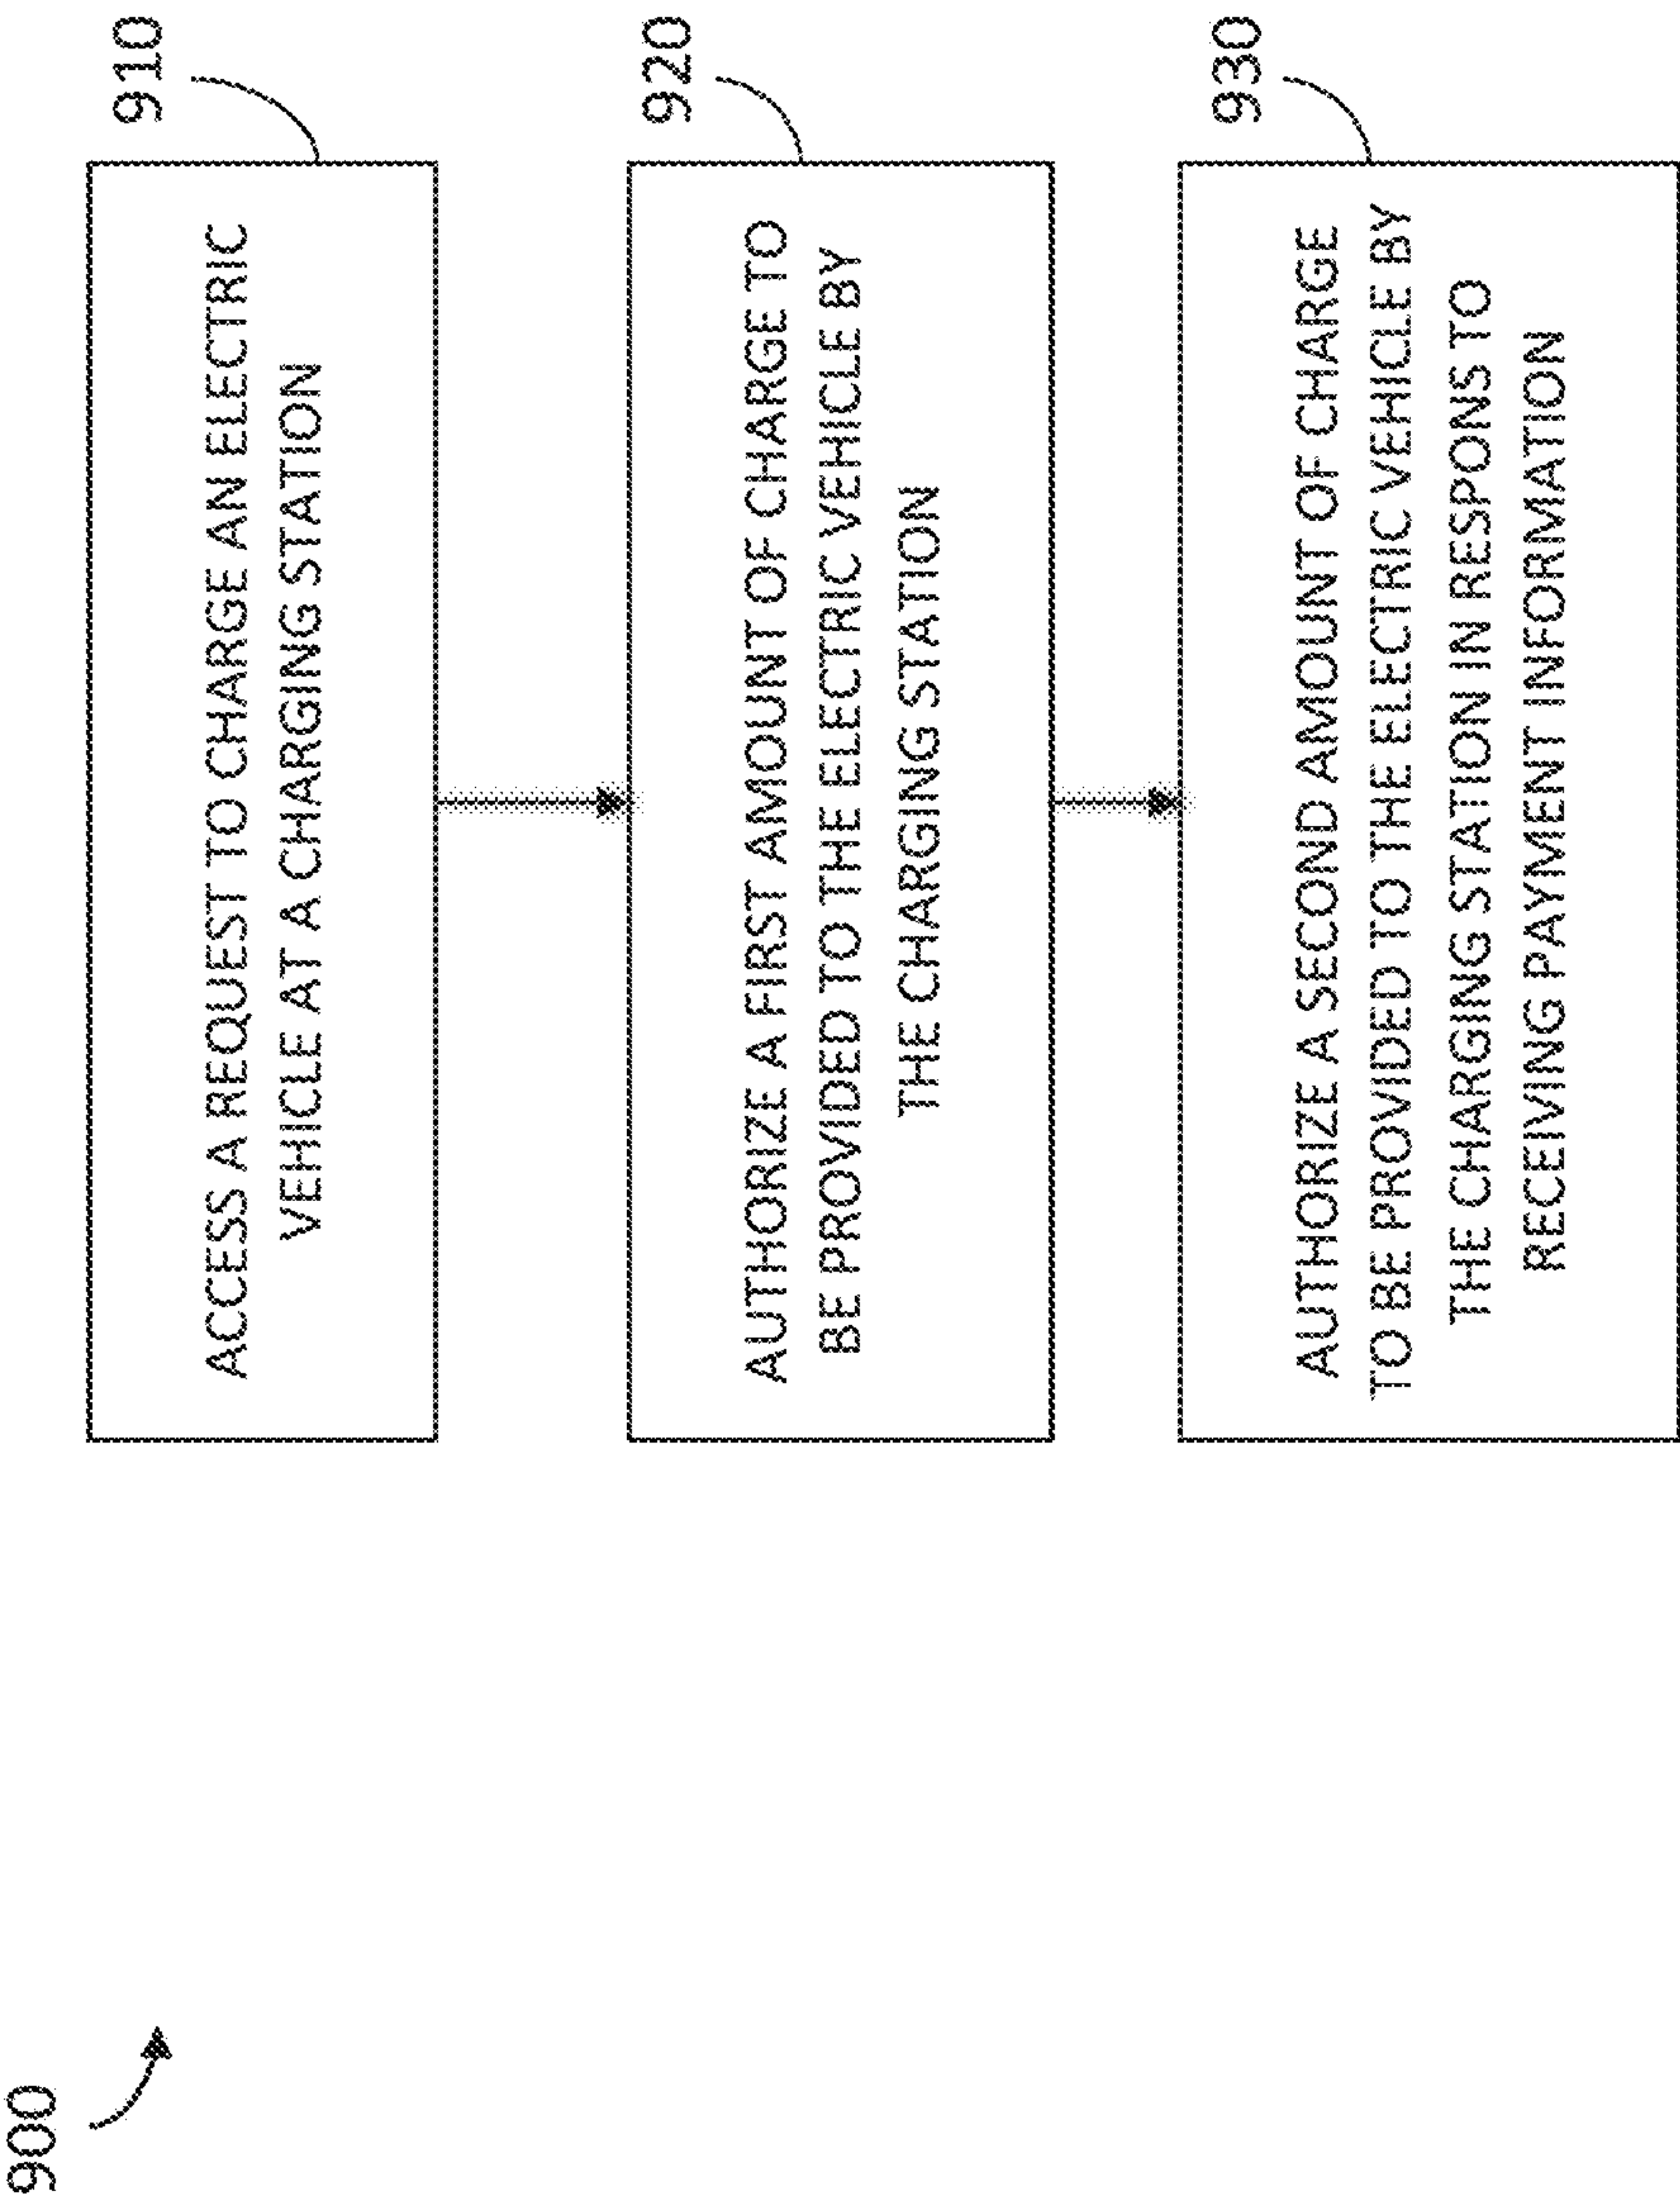 900
910
ACCESS A REQUEST TO CHARGE AN ELECTRIC
VEHICLE AT A CHARGING STATION
920
AUTHORIZE A FIRST AMOUNT OF CHARGE TO
BE PROVIDED TO THE ELECTRIC VEHICLE BY
THE CHARGING STATION
930
AUTHORIZE A SECOND AMOUNT OF CHARGE
TO BE PROVIDED TO THE ELECTRIC VEHICLE BY
THE CHARGING STATION IN RESPONS TO
RECEIVING PAYMENT INFORMATION